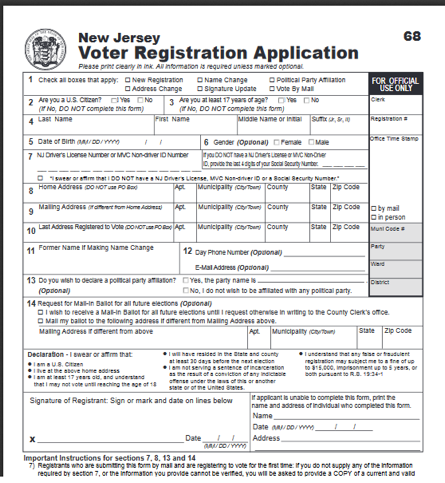 New Jersey
68
Voter Registration Application
Please print clearly in ink. All information is required unless marked optional.
1 Check all boxes that apply: □ New Registration □ Name Change □ Political Party Affiliation
□ Address Change □ Signature Update □ Vote By Mail
FOR OFFICIAL USE ONLY
2 Are you a U.S. Citizen? □ Yes □ No
(If No, DO NOT complete this form)
3 Are you at least 17 years of age? □ Yes □ No
(If No, DO NOT complete this form)
Clerk
4 Last Name First Name Middle Name or Initial Suffix (Jr., Sr., III)
Registration #
5 Date of Birth (MM / DD / YYYY) / /
6 Gender (Optional) □ Female □ Male
Office Time Stamp
7 NJ Driver's License Number or MVC Non-driver ID Number
If you DO NOT have a NJ Driver's License or MVC Non-Driver
ID, provide the last 4 digits of your Social Security Number.
□ "I swear or affirm that I DO NOT have a NJ Driver's License, MVC Non-driver ID or a Social Security Number."
8 Home Address (DO NOT use PO Box) Apt. Municipality (City/Town) County State Zip Code
9 Mailing Address (if different from Home Address) Apt. Municipality (City/Town) County State Zip Code
□ by mail
□ in person
10 Last Address Registered to Vote (DO NOT use PO Box) Apt. Municipality (City/Town) County State Zip Code
Muni Code #
11 Former Name if Making Name Change
12 Day Phone Number (Optional)
E-Mail Address (Optional)
Party
Ward
13 Do you wish to declare a political party affiliation?
(Optional)
□ Yes, the party name is
□ No, I do not wish to be affiliated with any political party.
District
14 Request for Mail-In Ballot for all future elections (Optional)
□ I wish to receive a Mail-in Ballot for all future elections until I request otherwise in writing to the County Clerk's office.
□ Mail my ballot to the following address if different from Mailing Address above.
Mailing Address if different from above Apt. Municipality (City/Town) State Zip Code
Declaration - I swear or affirm that:
● I am a U.S. Citizen
● I live at the above home address
● I am at least 17 years old, and understand
that I may not vote until reaching the age of 18
● I will have resided in the State and county
at least 30 days before the next election
● I am not serving a sentence of incarceration
as the result of a conviction of any indictable
offense under the laws of this or another
state or of the United States.
● I understand that any false or fraudulent
registration may subject me to a fine of up
to $15,000, imprisonment up to 5 years, or
both pursuant to R.S. 19:34-1
Signature of Registrant: Sign or mark and date on lines below
X
Date / /
(MM / DD / YYYY)
If applicant is unable to complete this form, print the
name and address of individual who completed this form.
Name
Date (MM / DD / YYYY) / /
Address
Important Instructions for sections 7, 8, 13 and 14
7) Registrants who are submitting this form by mail and are registering to vote for the first time: If you do not supply any of the information
required by section 7, or the information you provide cannot be verified, you will be asked to provide a COPY of a current and valid